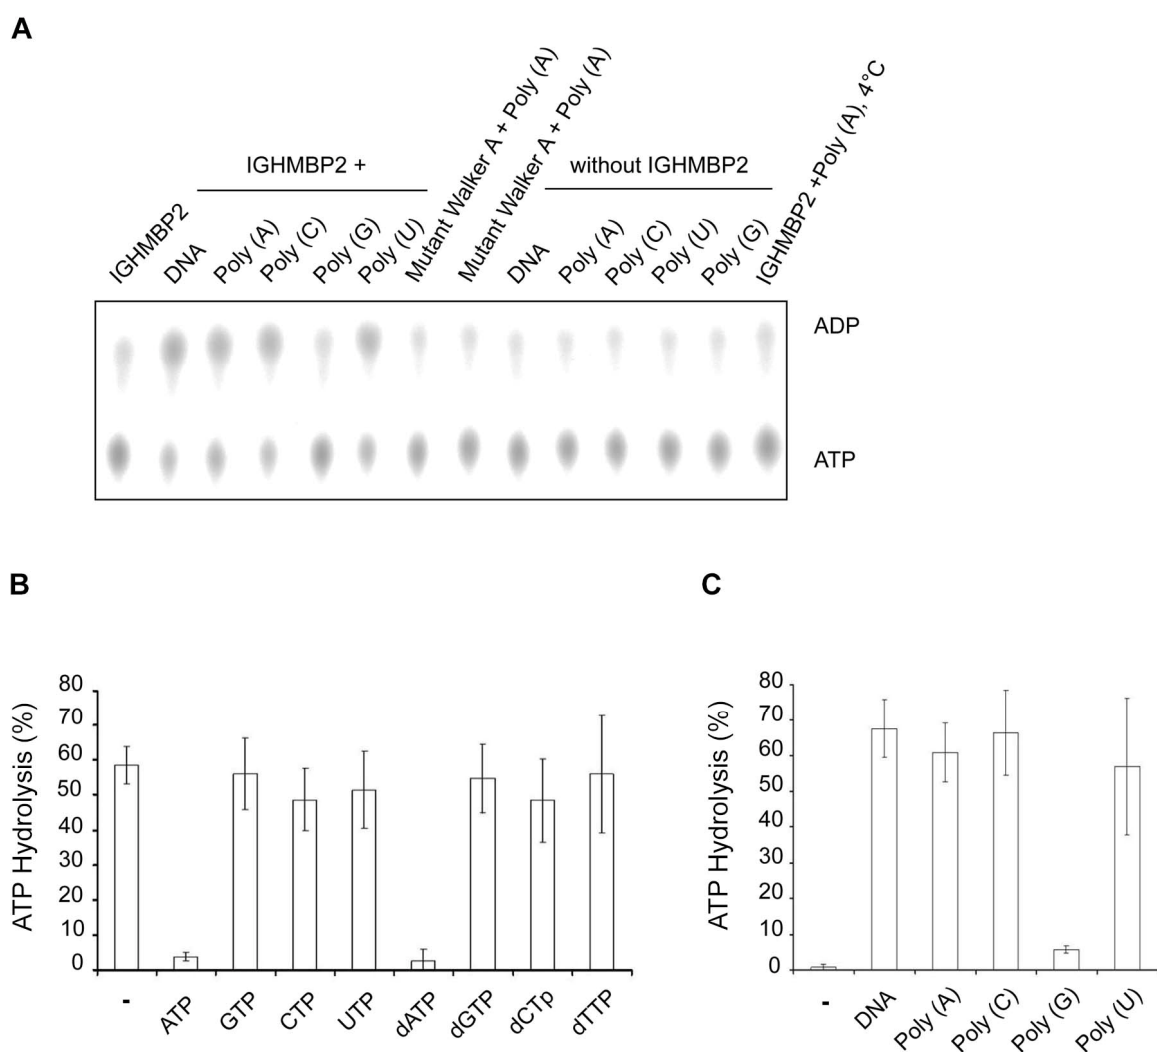 A
IGHMBP2 +
without IGHMBP2
IGHMBP2
DNA
Poly (A)
Poly (C)
Poly (G)
Poly (U)
Mutant Walker A + Poly (A)
Mutant Walker A + Poly (A)
DNA
Poly (A)
Poly (C)
Poly (U)
Poly (G)
IGHMBP2 +Poly (A), 4°C
ADP
ATP
B
ATP Hydrolysis (%)
80
70
60
50
40
30
20
10
0
- ATP GTP CTP UTP dATP dGTP dCTp dTTP
C
ATP Hydrolysis (%)
80
70
60
50
40
30
20
10
0
- DNA Poly (A) Poly (C) Poly (G) Poly (U)